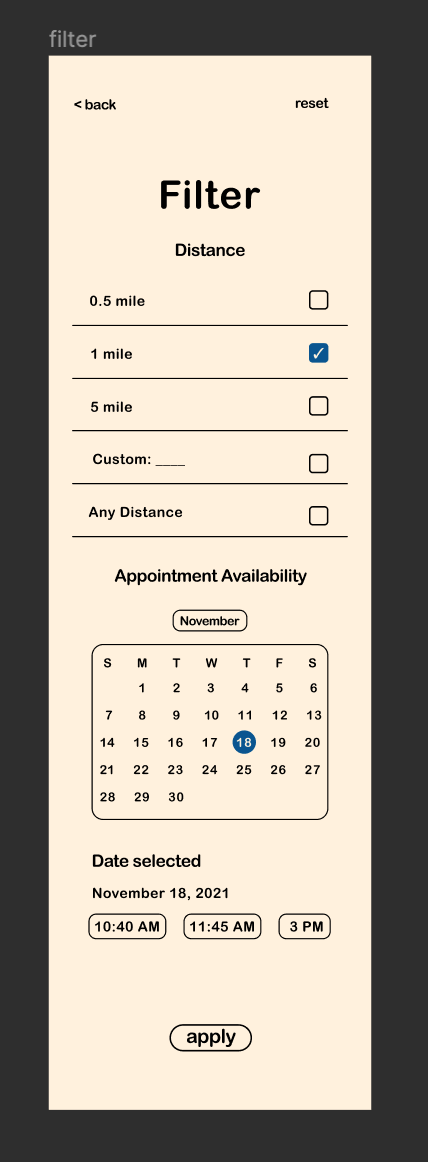 filter
< back reset
Filter
Distance
0.5 mile
1 mile ✓
5 mile
Custom: ____
Any Distance
Appointment Availability
November
S M T W T F S
1 2 3 4 5 6
7 8 9 10 11 12 13
14 15 16 17 18 19 20
21 22 23 24 25 26 27
28 29 30
Date selected
November 18, 2021
10:40 AM 11:45 AM 3 PM
apply